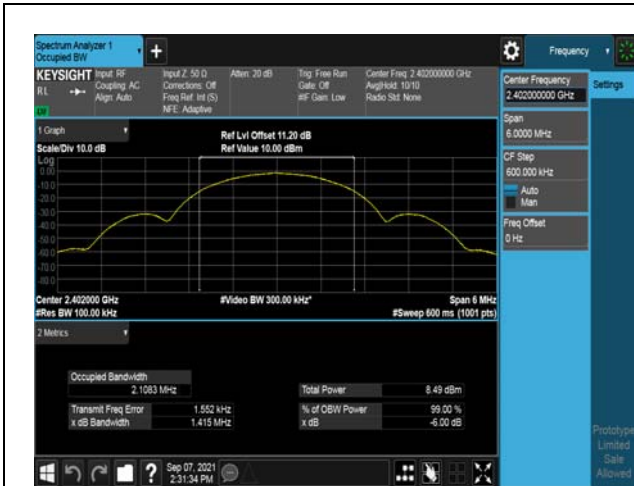 Spectrum Analyzer 1
Occupied BW
Frequency
KEYSIGHT
RL
Input: RF
Coupling: AC
Align: Auto
Input Z: 50 Ω
Corrections: Off
Freq Ref: Int (S)
NFE: Adaptive
Atten: 20 dB
Trig: Free Run
Gate: Off
#IF Gain: Low
Center Freq: 2.402000000 GHz
Avg|Hold: 10/10
Radio Std: None
1 Graph
Scale/Div 10.0 dB
Ref Lvl Offset 11.20 dB
Ref Value 10.00 dBm
Log
0.00
-10.0
-20.0
-30.0
-40.0
-50.0
-60.0
-70.0
-80.0
Center 2.402000 GHz
#Res BW 100.00 kHz
#Video BW 300.00 kHz*
Span 6 MHz
#Sweep 600 ms (1001 pts)
2 Metrics
Occupied Bandwidth
2.1083 MHz
Total Power 8.49 dBm
Transmit Freq Error 1.552 kHz
% of OBW Power 99.00 %
x dB Bandwidth 1.415 MHz
x dB -6.00 dB
Center Frequency
2.402000000 GHz
Settings
Span
6.0000 MHz
CF Step
600.000 kHz
Auto
Man
Freq Offset
0 Hz
Prototype
Limited
Sale
Allowed
?
Sep 07, 2021
2:31:34 PM